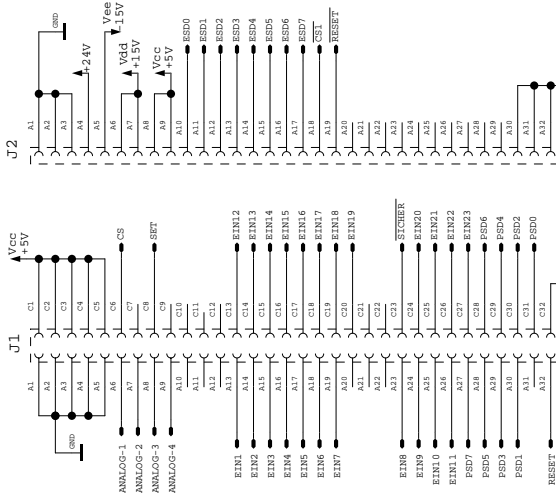 J2
A1
A2
A3
A4
A5
A6
A7
A8
A9
A10
A11
A12
A13
A14
A15
A16
A17
A18
A19
A20
A21
A22
A23
A24
A25
A26
A27
A28
A29
A30
A31
A32
GND
+24V
Vee
-15V
Vdd
+15V
Vcc
+5V
ESD0
ESD1
ESD2
ESD3
ESD4
ESD5
ESD6
ESD7
CS1
RESET
J1
Vcc
+5V
C1
C2
C3
C4
C5
C6
C7
C8
C9
C10
C11
C12
C13
C14
C15
C16
C17
C18
C19
C20
C21
C22
C23
C24
C25
C26
C27
C28
C29
C30
C31
C32
CS
SET
EIN12
EIN13
EIN14
EIN15
EIN16
EIN17
EIN18
EIN19
SICHER
EIN20
EIN21
EIN22
EIN23
PSD6
PSD4
PSD2
PSD0
A1
A2
A3
A4
A5
A6
A7
A8
A9
A10
A11
A12
A13
A14
A15
A16
A17
A18
A19
A20
A21
A22
A23
A24
A25
A26
A27
A28
A29
A30
A31
A32
GND
ANALOG-1
ANALOG-2
ANALOG-3
ANALOG-4
EIN1
EIN2
EIN3
EIN4
EIN5
EIN6
EIN7
EIN8
EIN9
EIN10
EIN11
PSD7
PSD5
PSD3
PSD1
RESET